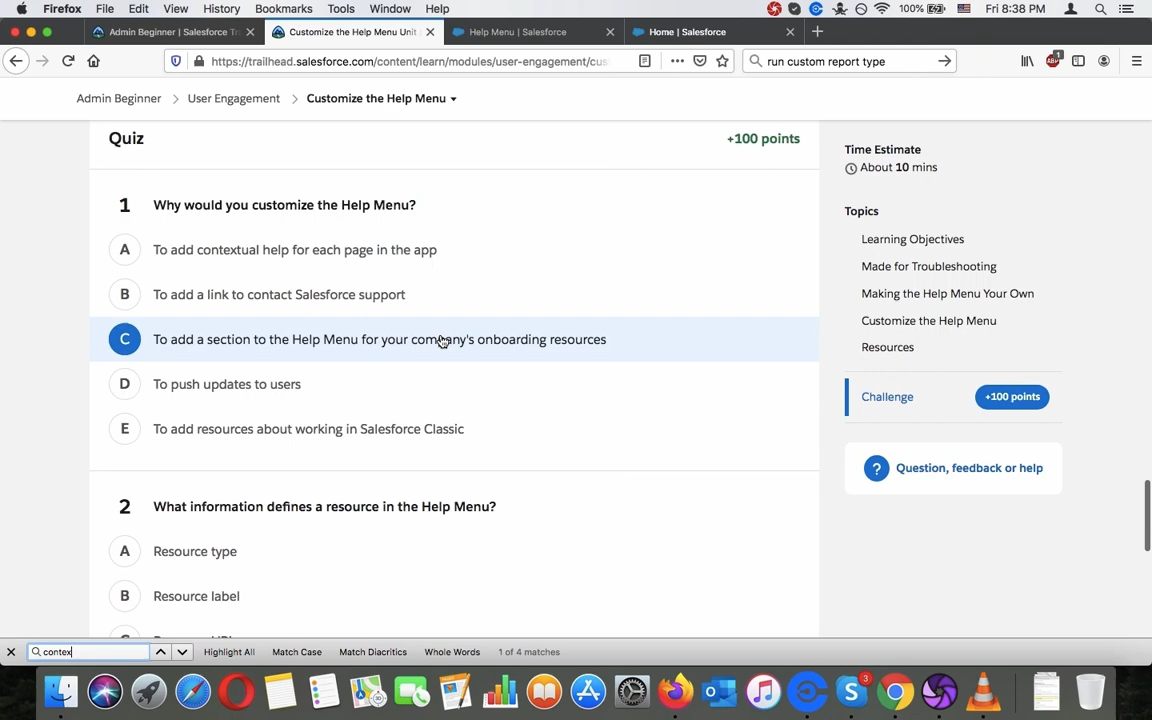 Firefox File Edit View History Bookmarks Tools Window Help 100% Fri 8:38 PM
Admin Beginner | Salesforce Tr
Customize the Help Menu Unit
Help Menu | Salesforce
Home | Salesforce
https://trailhead.salesforce.com/content/learn/modules/user-engagement/cus
run custom report type
Admin Beginner > User Engagement > Customize the Help Menu
Quiz +100 points
1 Why would you customize the Help Menu?
A To add contextual help for each page in the app
B To add a link to contact Salesforce support
C To add a section to the Help Menu for your company's onboarding resources
D To push updates to users
E To add resources about working in Salesforce Classic
2 What information defines a resource in the Help Menu?
A Resource type
B Resource label
Time Estimate
About 10 mins
Topics
Learning Objectives
Made for Troubleshooting
Making the Help Menu Your Own
Customize the Help Menu
Resources
Challenge +100 points
? Question, feedback or help
contex Highlight All Match Case Match Diacritics Whole Words 1 of 4 matches
3